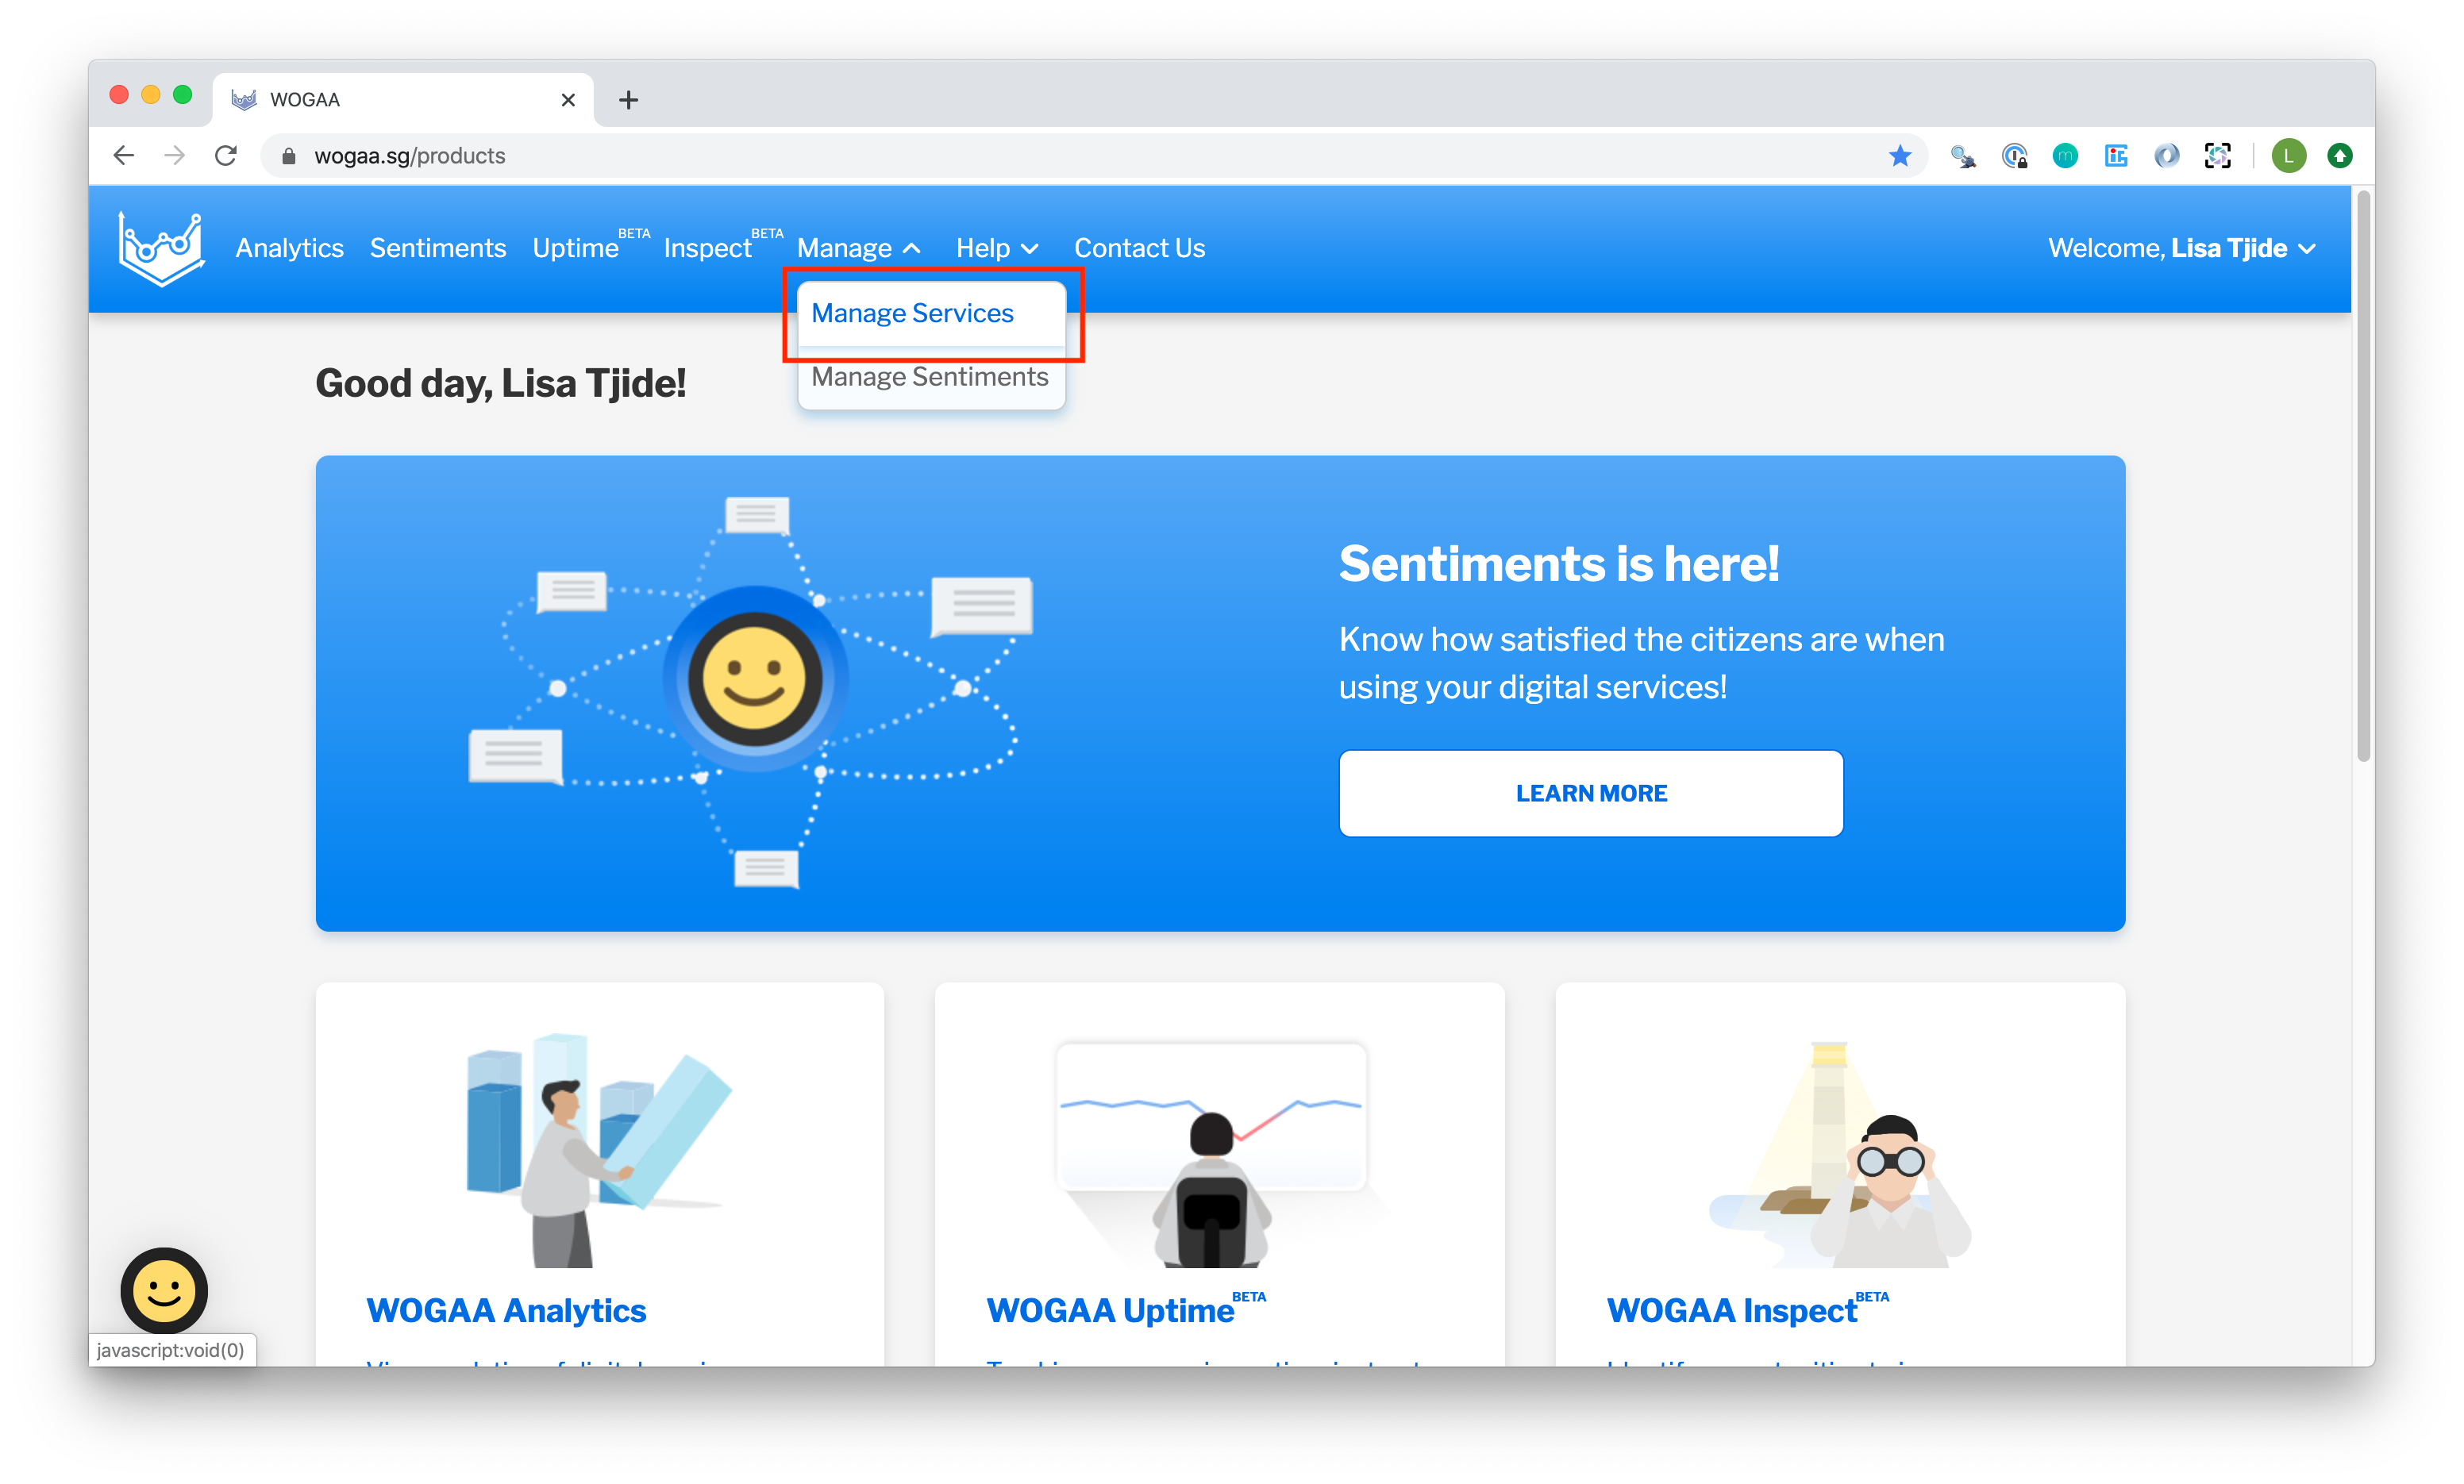 WOGAA
wogaa.sg/products
L
Analytics Sentiments Uptime BETA Inspect BETA Manage Help Contact Us Welcome, Lisa Tjide
Manage Services
Manage Sentiments
Good day, Lisa Tjide!
Sentiments is here!
Know how satisfied the citizens are when
using your digital services!
LEARN MORE
WOGAA Analytics
WOGAA Uptime BETA
WOGAA Inspect BETA
javascript:void(0)